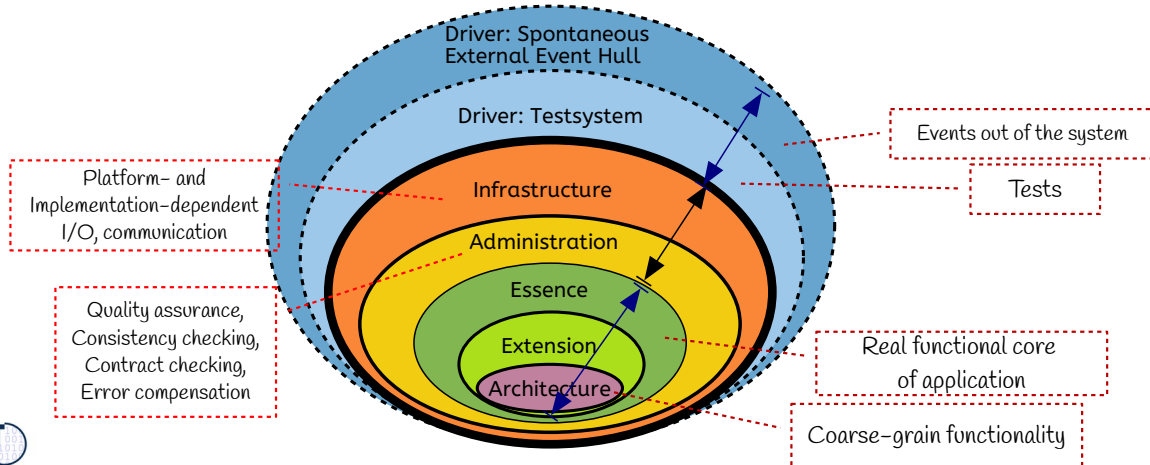 Driver: Spontaneous
External Event Hull
Driver: Testsystem
Events out of the system
Tests
Platform- and
Implementation-dependent
I/O, communication
Infrastructure
Administration
Quality assurance,
Consistency checking,
Contract checking,
Error compensation
Essence
Extension
Architecture
Real functional core
of application
Coarse-grain functionality